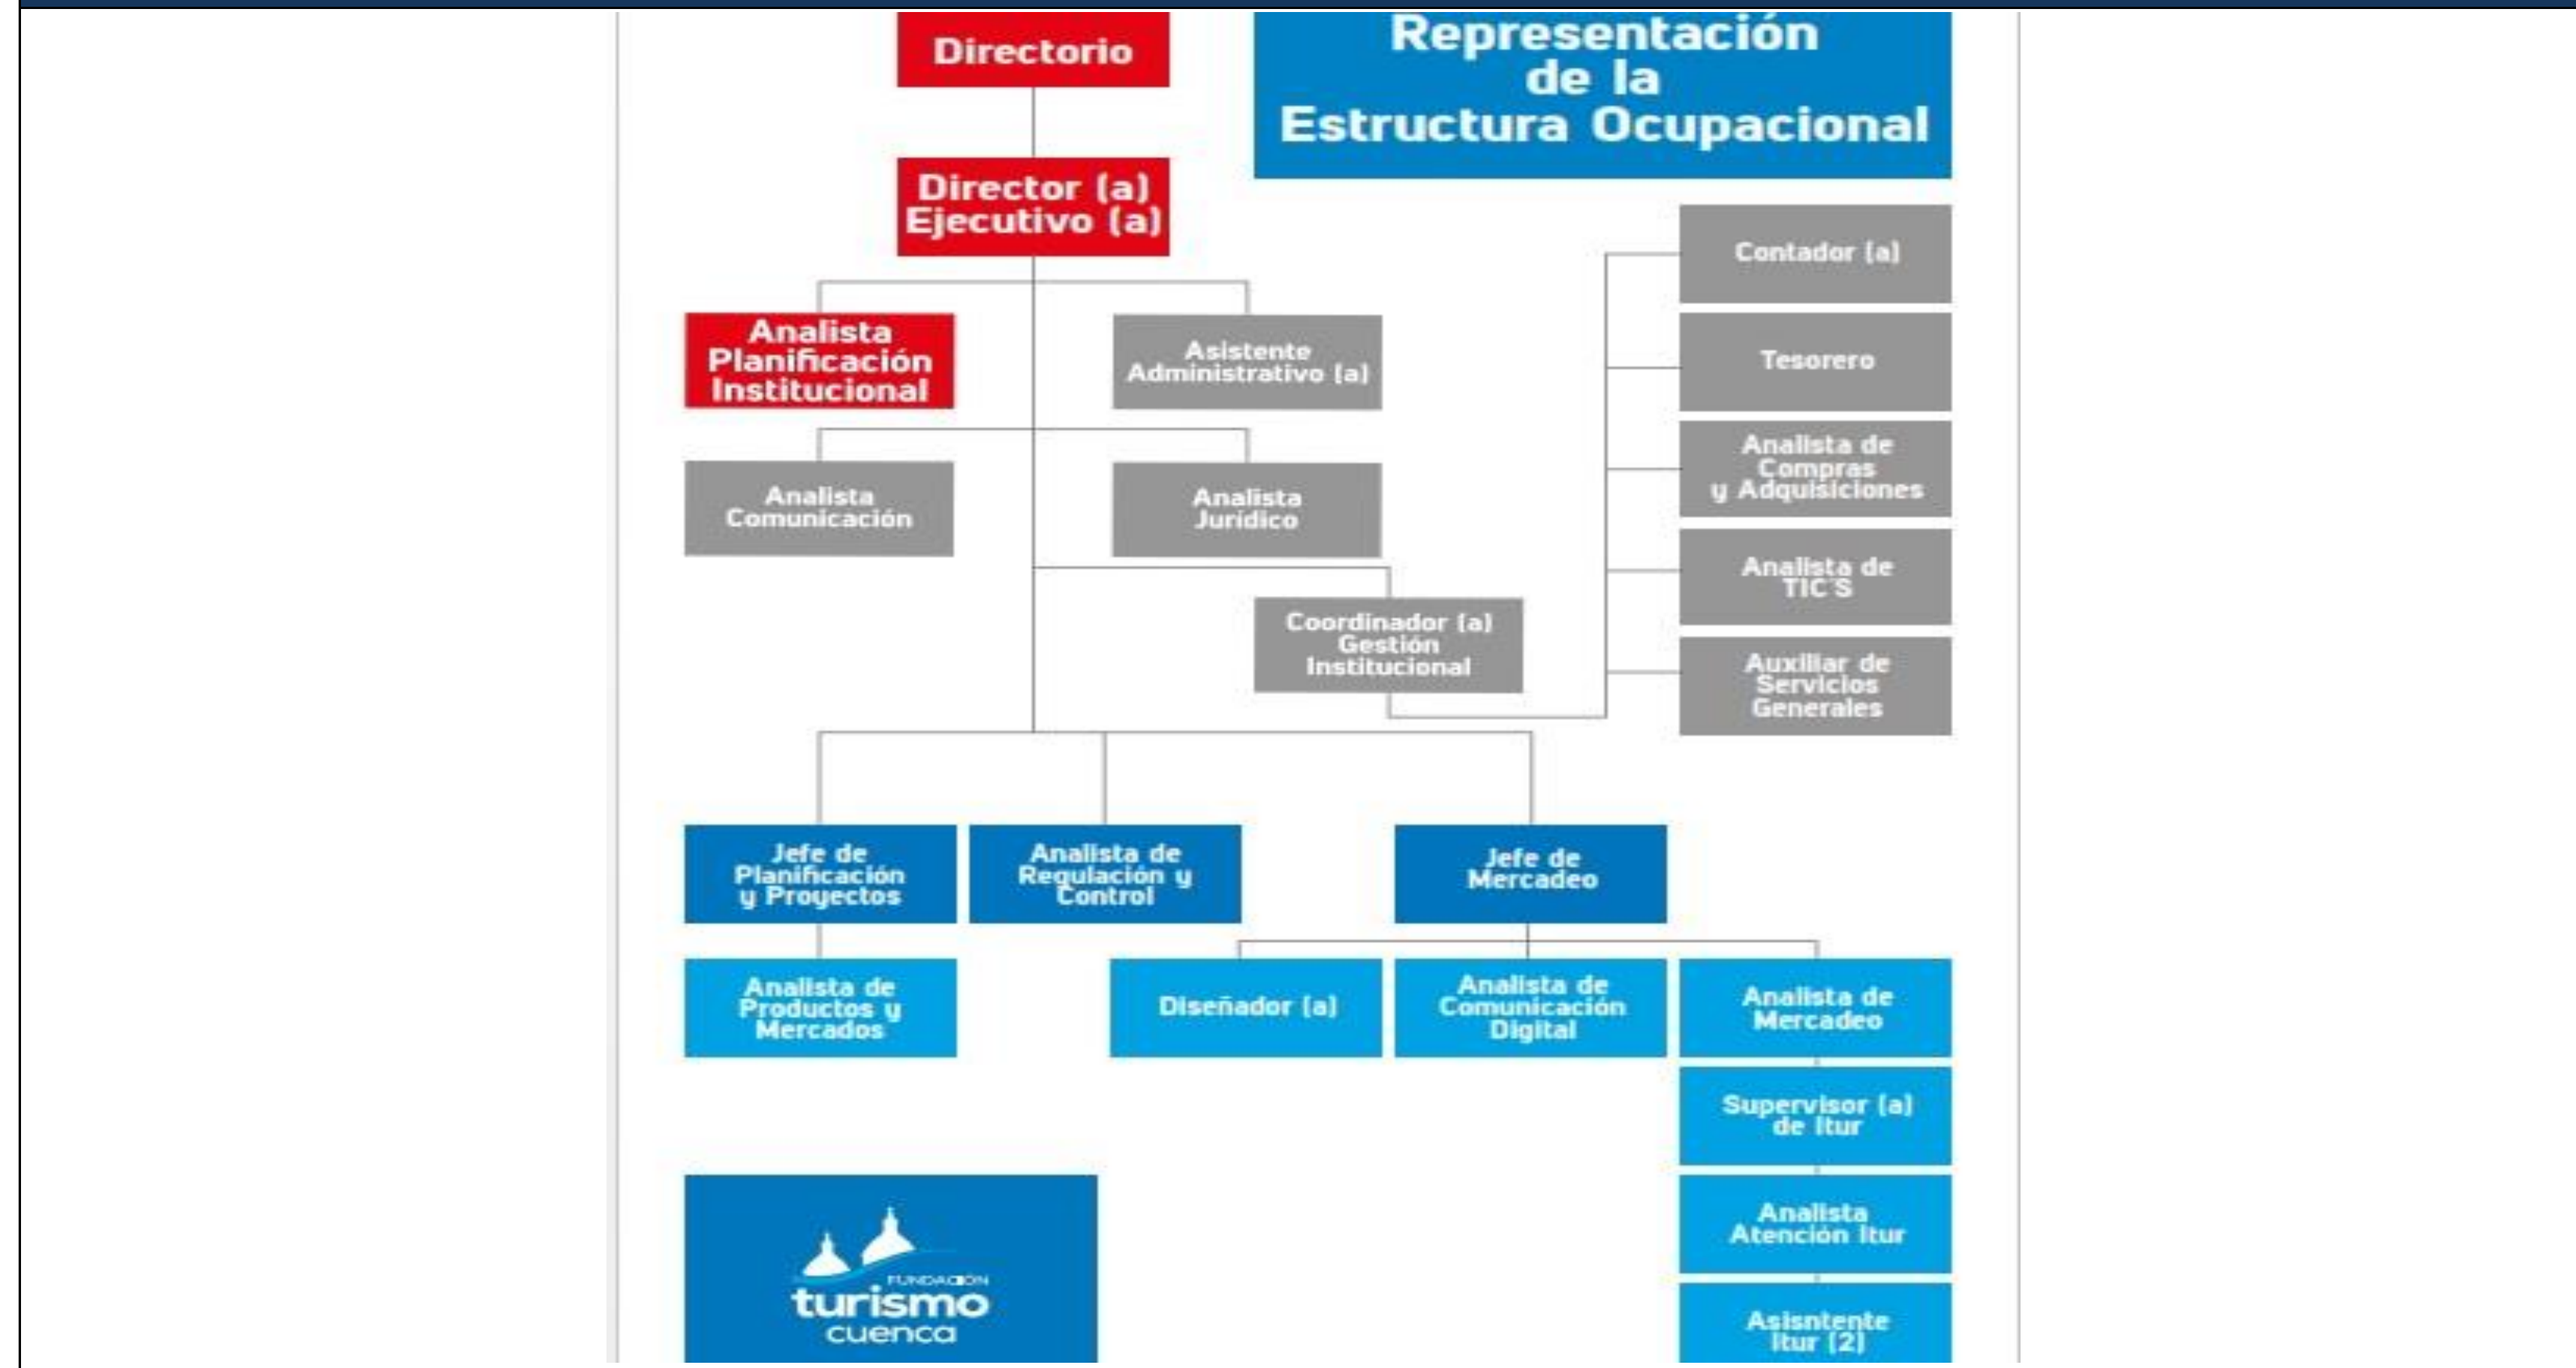 Directorio
Representación
de la
Estructura Ocupacional
Director (a)
Ejecutivo (a)
Contador (a)
Analista
Planificación
Institucional
Asistente
Administrativo (a)
Tesorero
Analista de
Compras
y Adquisiciones
Analista
Comunicación
Analista
Jurídico
Analista de
TIC'S
Coordinador (a)
Gestión
Institucional
Auxiliar de
Servicios
Generales
Jefe de
Planificación
y Proyectos
Analista de
Regulación y
Control
Jefe de
Mercadeo
Analista de
Productos y
Mercados
Diseñador (a)
Analista de
Comunicación
Digital
Analista de
Mercadeo
Supervisor (a)
de Itur
Analista
Atención Itur
FUNDACIÓN
turismo
cuenca
Asisntente
Itur (2)